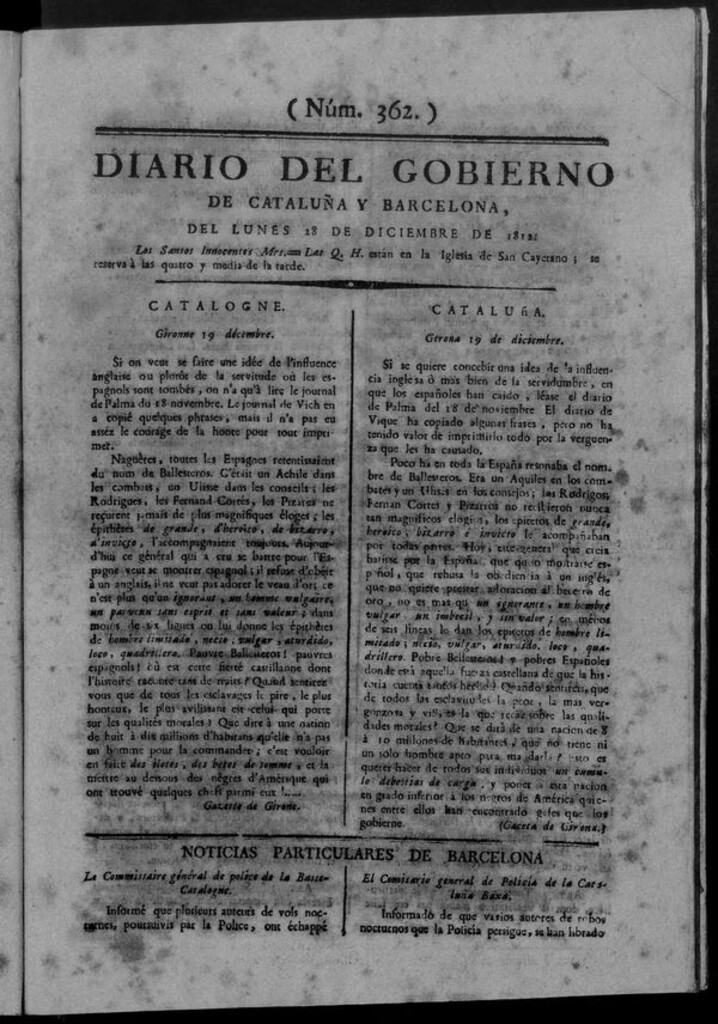 ( Núm. 362. )
DIARIO DEL GOBIERNO
DE CATALUÑA Y BARCELONA,
DEL LUNES 28 DE DICIEMBRE DE 1812.
Los Santos Innocentes Mrs. = Las Q. H. están en la Iglesia de San Cayetano ; se
reserva á las quatro y media de la tarde.
CATALOGNE.
Gironne 19 décembre.
Si on veut se faire une idée de l'influence
anglaise ou plutôt de la servitude où les es-
pagnols sont tombés, on n'a qu'à lire le journal
de Palma du 18 novembre. Le journal de Vich en
a copié quelques phrases, mais il n'a pas eu
assez le courage de la honte pour tout impri-
mer.
Naguères, toutes les Espagnes retentissaient
du nom de Ballesteros. C'était un Achile dans
les combats, un Ulisse dans les conseils ; les
Rodrigues, les Fernand Cortés, les Pizares ne
reçurent jamais de plus magnifiques éloges ; les
épithètes de grande, d'heroico, de bizarro,
d'invicto, l'accompagnaient toujours. Aujour-
d'hui ce général qui a cru se battre pour l'Es-
pagne veut se montrer espagnol ; il refuse d'obéir
à un anglais, il ne veut pas adorer le veau d'or, ce
n'est plus qu'un ignorant, un homme vulgaire,
un parvenu sans esprit et sans valeur ; dans
moins de six lignes on lui donne les épithètes
de hombre limitado, necio, vulgar, aturdido,
loco, quadrillero. Pauvre Ballesteros ! pauvres
espagnols ! où est cette fierté castillanne dont
l'histoire raconte tant de traits ? Quand sentirez
vous que de tous les esclavages le pire, le plus
honteux, le plus avilissant est celui qui porte
sur les qualités morales ? Que dire à une nation
de huit à dix millions d'habitans qu'elle n'a pas
un homme pour la commander ; c'est vouloir
en faire des ilotes, des betes de somme, et la
mettre au dessous des négres d'Amérique qui
ont trouvé quelques chefs parmi eux !.....
Gazette de Girone.
CATALUñA.
Gerona 19 de diciembre.
Si se quiere concebir una idea de la influen-
cia inglesa ó mas bien de la servidumbre, en
que los españoles han caido, léase el diario
de Palma del 18 de noviembre El diario de
Vique ha copiado algunas frases, pero no ha
tenido valor de imprimirlo todo por la verguen-
za que les ha causado.
Poco ha en toda la España resonaba el nom-
bre de Ballesteros. Era un Aquiles en los com-
bates y un Ulises en los consejos ; los Rodrigos,
Fernan Cortes y Pizarros no recibieron nunca
tan magnificos elogios, los epitetos de grande,
heroico, bizarro é invicto le acompañaban
por todas partes. Hoy, este general que creia
batirse por la España, que quiso mostrarse es-
pañol, que rehusa la obediencia á un inglés,
que no quiere prestar adoracion al becerro de
oro, no es mas que un ignorante, un hombre
vulgar, un imbecil, y sin valor ; en ménos
de seis lineas le dan los epitetos de hombre li-
mitado ; necio, vulgar, aturdido, loco, qua-
drillero. Pobre Ballesteros! y pobres Españoles
donde está aquella fiereza castellana de que la his-
toria cuenta tantos hechos? Quando sentiréis, que
de todos las esclavitudes la peor, la mas ver-
gonzosa y vil, es la que recae sobre las quali-
dades morales? Que se dirá de una nacion de 8
á 10 milones de habitantes, que no tiene ni
un solo hombre apto para mandarla? esto es
querer hacer de todos sus individuos un cumu-
lo de bestias de carga, y poner á esta nacion
en grado inferior á los negros de América quie-
nes entre ellos han encontrado gefes que los
gobierne. (Gaceta de Girona.)
NOTICIAS PARTICULARES DE BARCELONA
Le Commissaire général de police de la Basse-
Catalogne.
Informé que plusieurs auteurs de vols noc-
turnes, poursuivis par la Police, ont échappé
El Comisario general de Policía de la Cata-
luña Baxa.
Informado de que varios autores de robos
nocturnos que la Policía persigue, se han librado